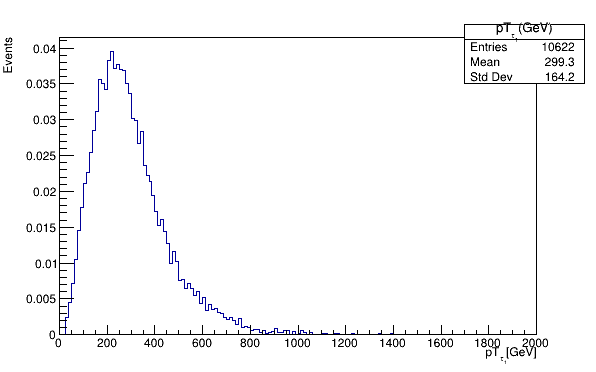 pT_τ₁(GeV)
Entries 10622
Mean 299.3
Std Dev 164.2
Events
0.04
0.035
0.03
0.025
0.02
0.015
0.01
0.005
0
0 200 400 600 800 1000 1200 1400 1600 1800 2000
pT_τ₁[GeV]